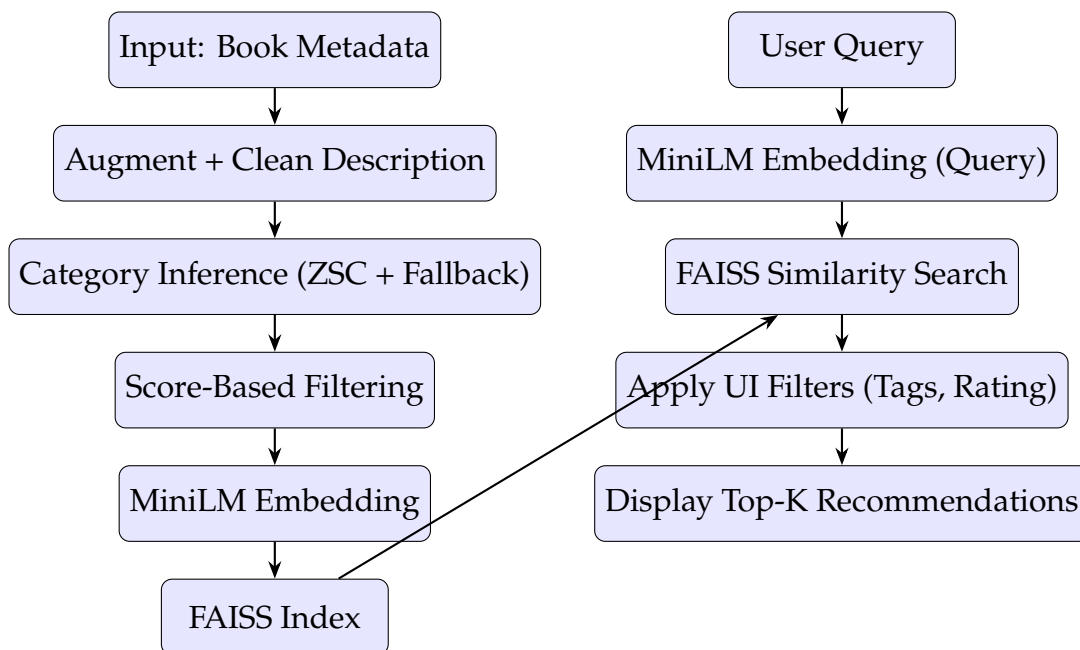 Input: Book Metadata
Augment + Clean Description
Category Inference (ZSC + Fallback)
Score-Based Filtering
MiniLM Embedding
FAISS Index
User Query
MiniLM Embedding (Query)
FAISS Similarity Search
Apply UI Filters (Tags, Rating)
Display Top-K Recommendations